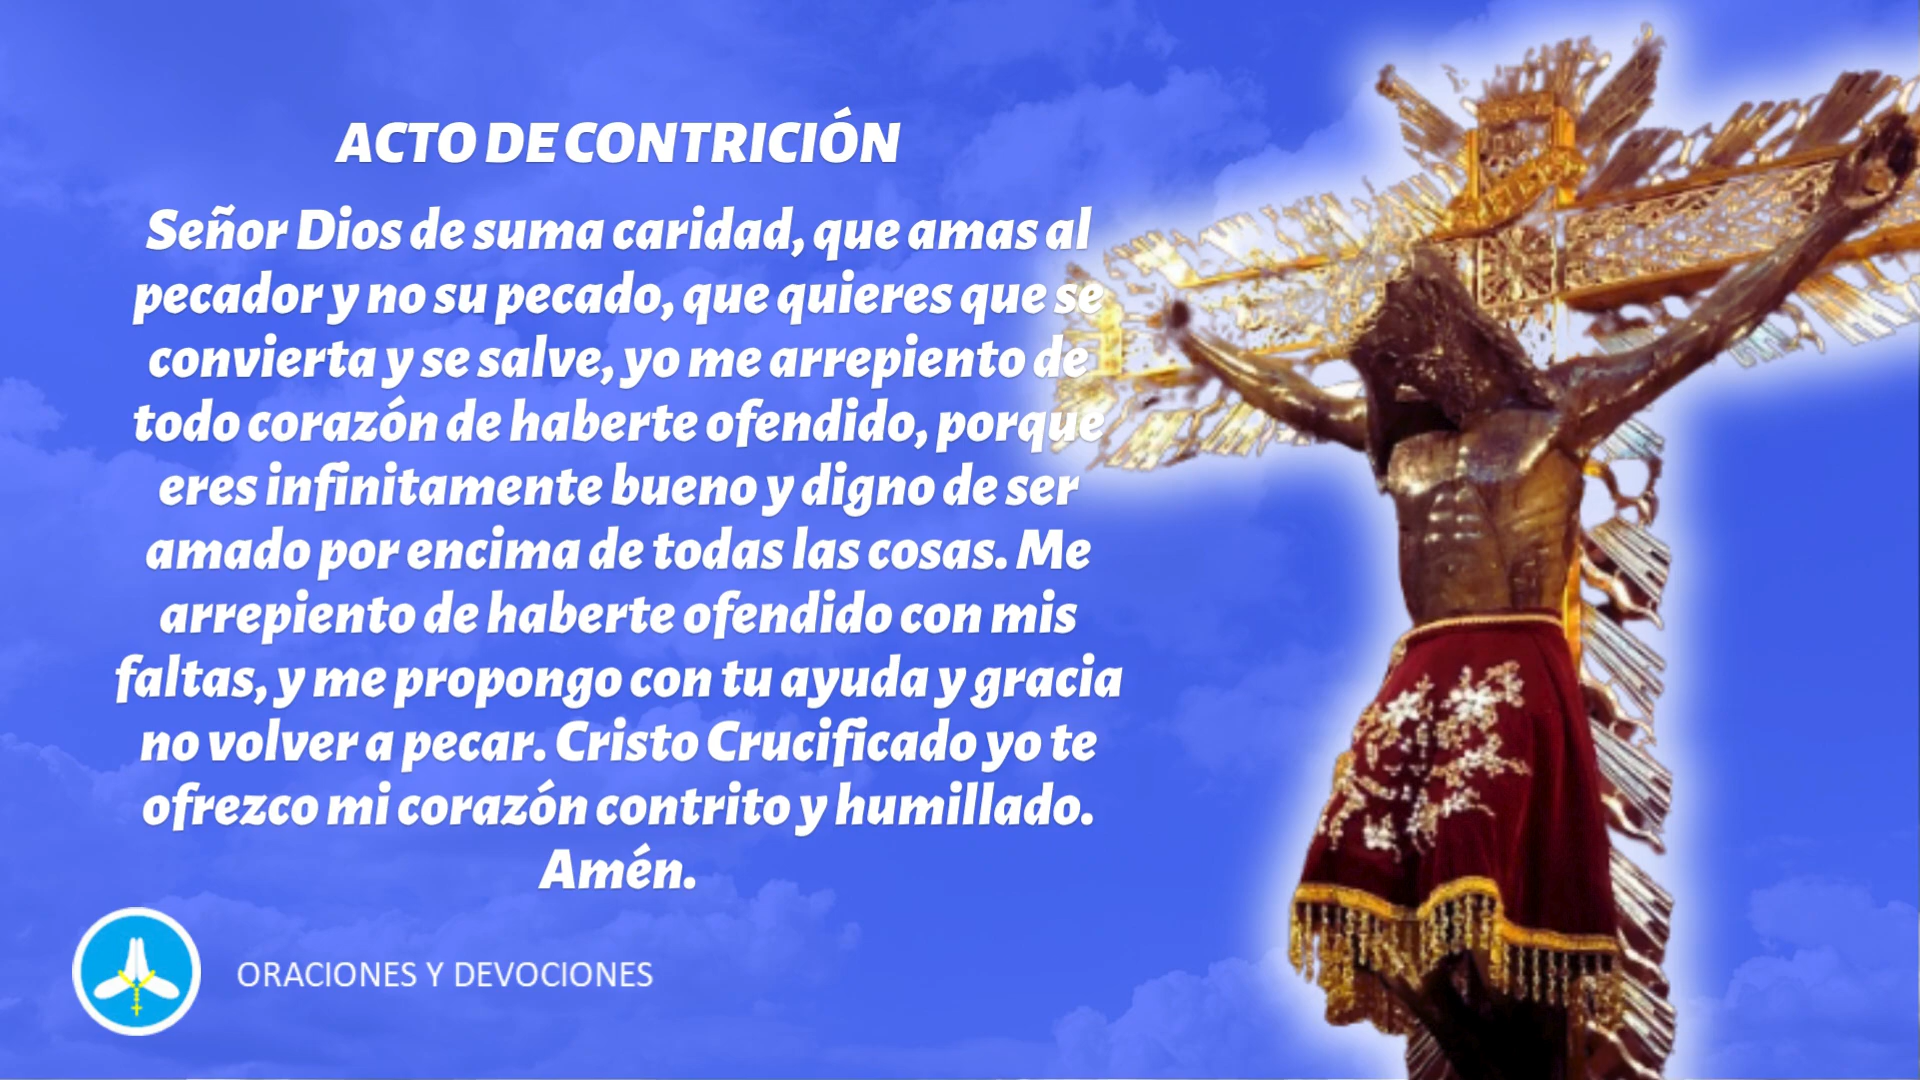 ACTO DE CONTRICIÓN
Señor Dios de suma caridad, que amas al
pecador y no su pecado, que quieres que se
convierta y se salve, yo me arrepiento de
todo corazón de haberte ofendido, porque
eres infinitamente bueno y digno de ser
amado por encima de todas las cosas. Me
arrepiento de haberte ofendido con mis
faltas, y me propongo con tu ayuda y gracia
no volver a pecar. Cristo Crucificado yo te
ofrezco mi corazón contrito y humillado.
Amén.
ORACIONES Y DEVOCIONES